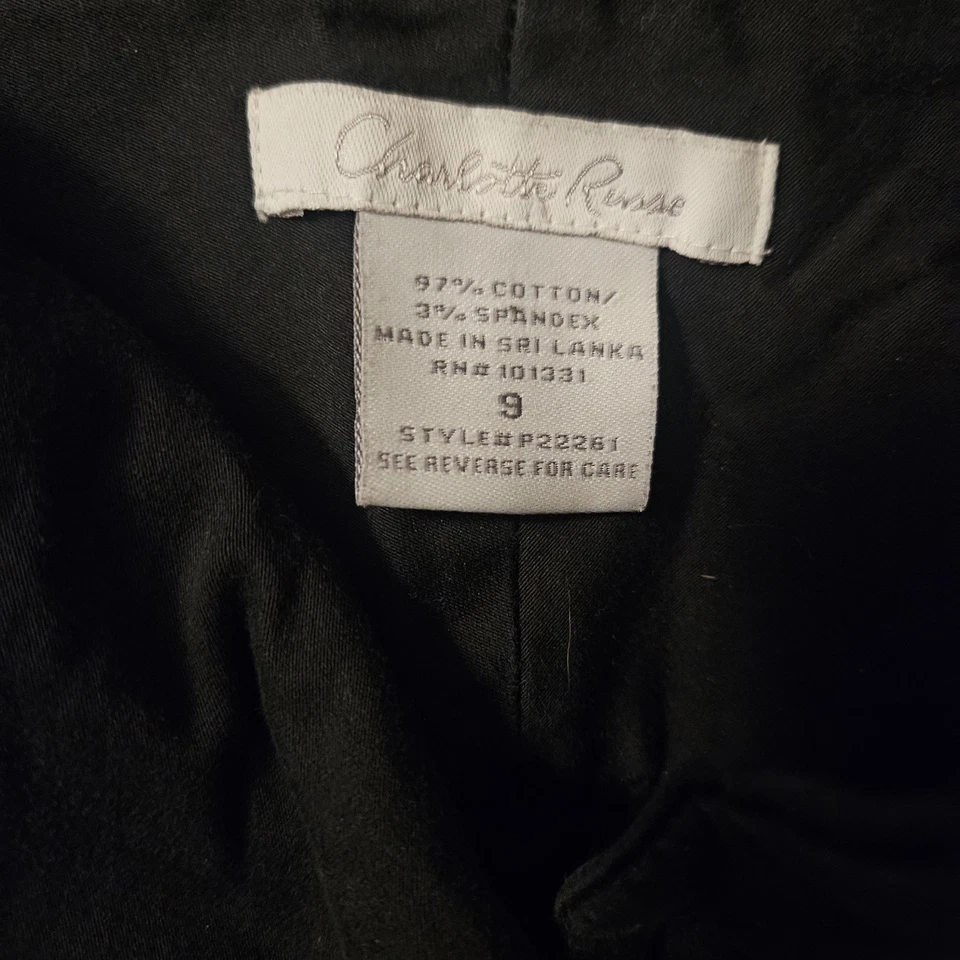 Charlotte Russe
97% COTTON/
3% SPANDEX
MADE IN SRI LANKA
RN# 101331
9
STYLE# P22261
SEE REVERSE FOR CARE